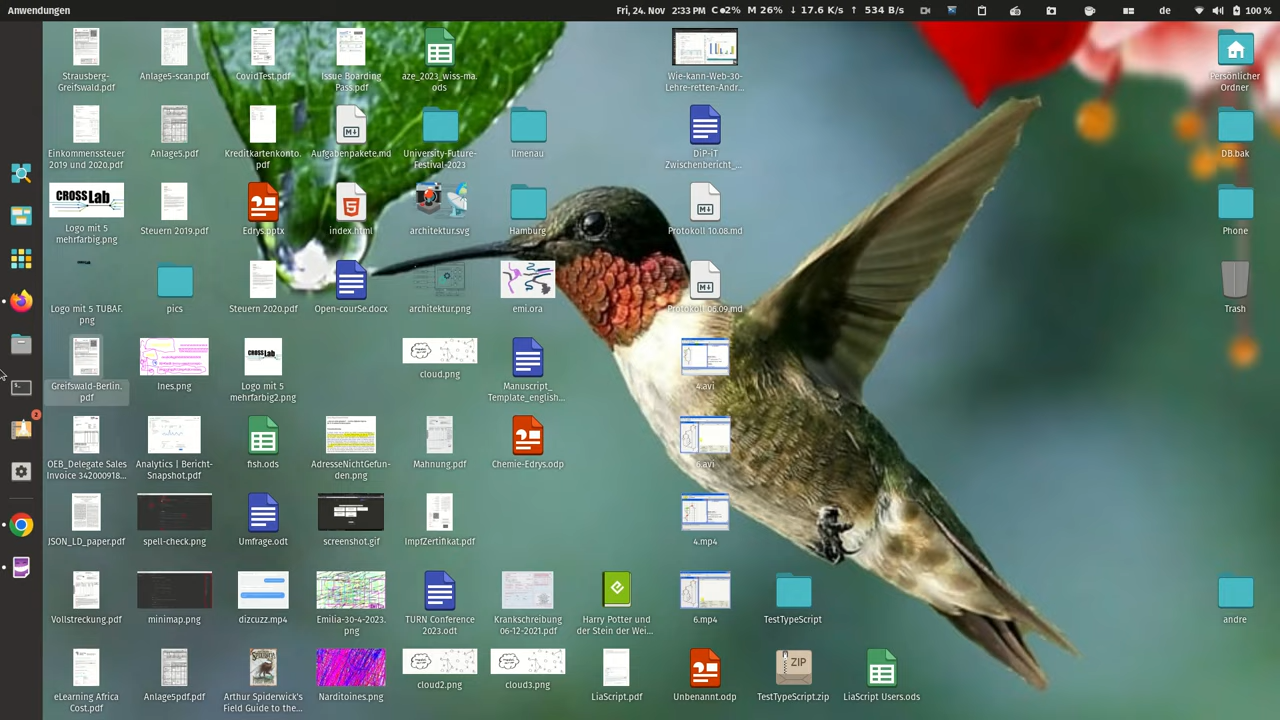 Anwendungen
Fri, 24. Nov 2:33 PM C 2% M 26% ↓ 17.6 K/s ↑ 534 B/s
de
100 %
Strausberg-
Greifswald.pdf
Anlage5-scan.pdf
CovidTest.pdf
Issue Boarding
Pass.pdf
aze_2023_wiss-ma.
ods
Wie-kann-Web-30-
Lehre-retten-Andr...
Persönlicher
Ordner
Einkommenssteuer
2019 und 2020.pdf
Anlage5.pdf
Kreditkartenkonto.
pdf
Aufgabenpakete.md
University-Future-
Festival-2023
Ilmenau
DiP-iT
Zwischenbericht_...
DB.bak
CROSSLab
Logo mit 5
mehrfarbig.png
Steuern 2019.pdf
Edrys.pptx
index.html
architektur.svg
Hamburg
Protokoll 10.08.md
Phone
Logo mit 5 TUBAF.
png
pics
Steuern 2020.pdf
Open-courSe.docx
architektur.png
emi.ora
Protokoll 06.09.md
Trash
Greifswald-Berlin.
pdf
Ines.png
CROSSLab
Logo mit 5
mehrfarbig2.png
cloud.png
Manuscript_
Template_english...
4.avi
2
OEB_Delegate Sales
Invoice 342000918...
Analytics | Bericht-
Snapshot.pdf
fish.ods
AdresseNichtGefun-
den.png
Mahnung.pdf
Chemie-Edrys.odp
6.avi
JSON_LD_paper.pdf
spell-check.png
Umfrage.odt
screenshot.gif
ImpfZertifikat.pdf
4.mp4
Vollstreckung.pdf
minimap.png
dizcuzz.mp4
Emilia-30-4-2023.
png
TURN Conference
2023.odt
Krankschreibung
06-12-2021.pdf
Harry Potter und
der Stein der Wei...
6.mp4
TestTypeScript
andre
eLearning Africa
Cost.pdf
Anlage5pdf.pdf
Arthur Spiderwick's
Field Guide to the...
Narditoines.png
cloud2.png
cloud3.png
LiaScript.pdf
Unbenannt.odp
ZIP
TestTypeScript.zip
LiaScript Users.ods